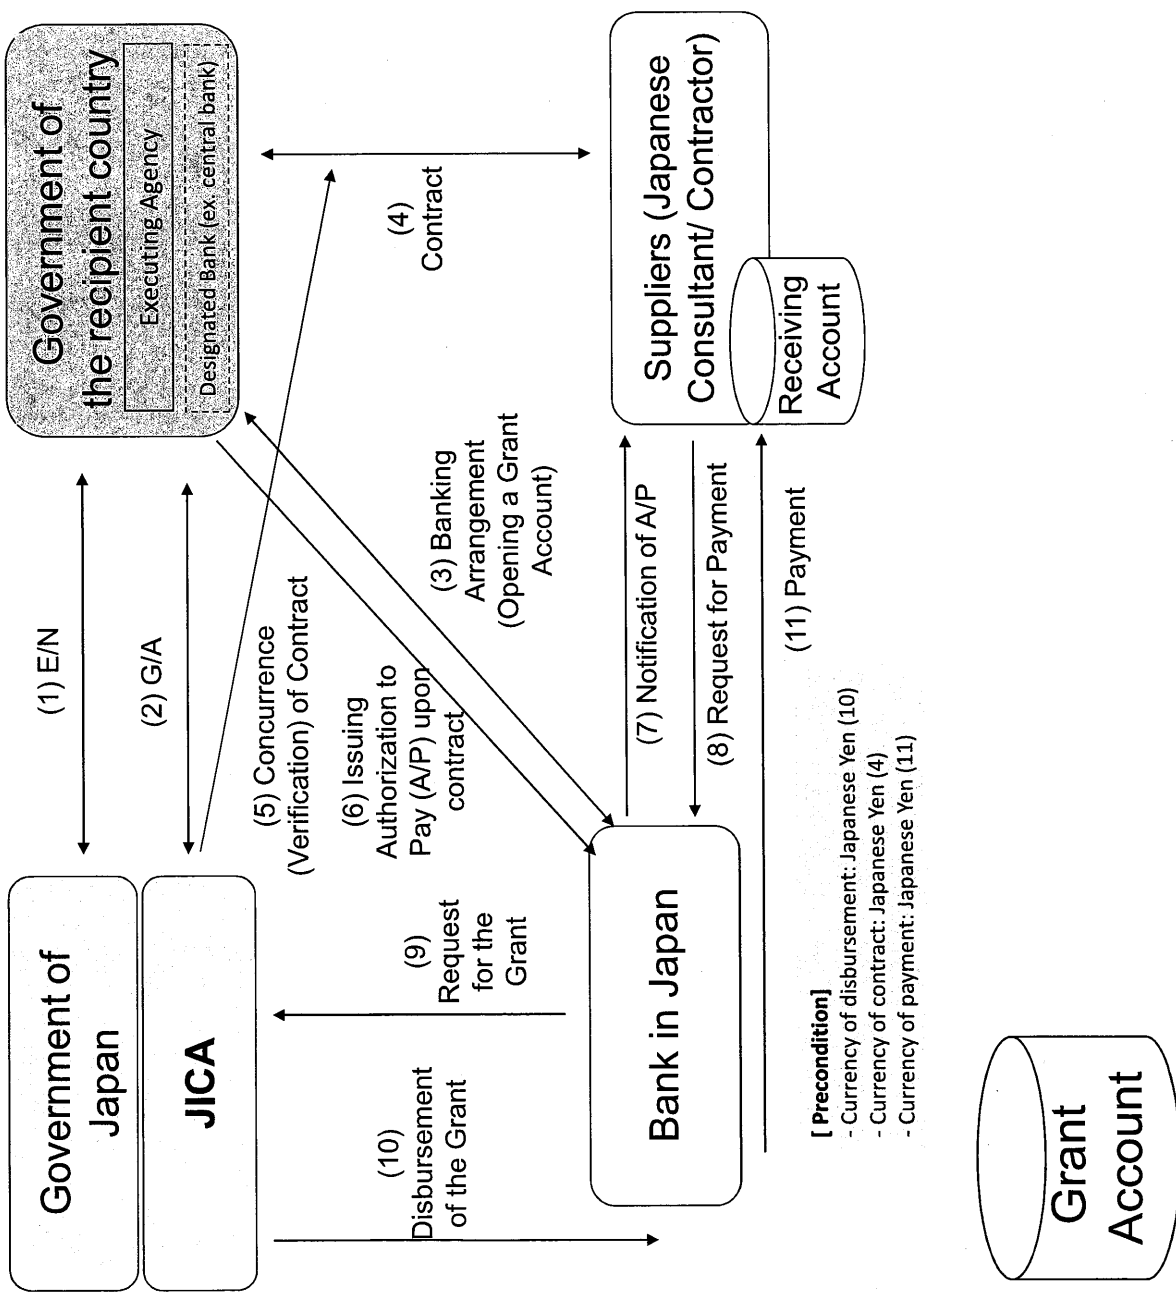 Government of
Japan
JICA
(1) E/N
(2) G/A
Government of
the recipient country
Executing Agency
Designated Bank (ex. central bank)
(5) Concurrence
(Verification) of Contract
(6) Issuing
Authorization to
Pay (A/P) upon
contract
(3) Banking
Arrangement
(Opening a Grant
Account)
(4)
Contract
(9)
Request
for the
Grant
(10)
Disbursement
of the Grant
Bank in Japan
(7) Notification of A/P
(8) Request for Payment
(11) Payment
Suppliers (Japanese
Consultant/ Contractor)
Receiving
Account
[ Precondition]
- Currency of disbursement: Japanese Yen (10)
- Currency of contract: Japanese Yen (4)
- Currency of payment: Japanese Yen (11)
Grant
Account